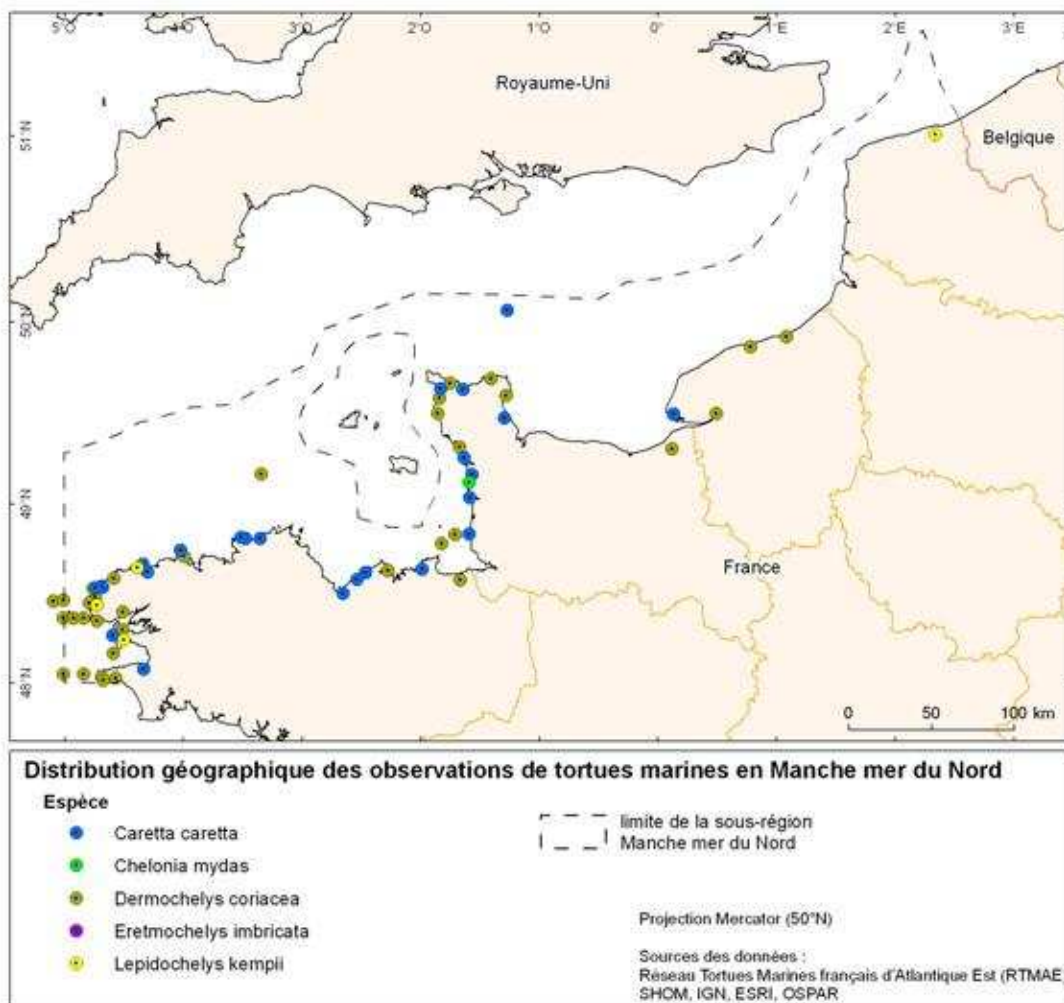 5°O 4°O 3°O 2°O 1°O 0° 1°E 2°E 3°E
Royaume-Uni
51°N
Belgique
50°N
49°N
France
48°N
0 50 100 km
Distribution géographique des observations de tortues marines en Manche mer du Nord
Espèce
Caretta caretta
Chelonia mydas
Dermochelys coriacea
Eretmochelys imbricata
Lepidochelys kempii
limite de la sous-région
Manche mer du Nord
Projection Mercator (50°N)
Sources des données :
Réseau Tortues Marines français d'Atlantique Est (RTMAE
SHOM, IGN, ESRI, OSPAR